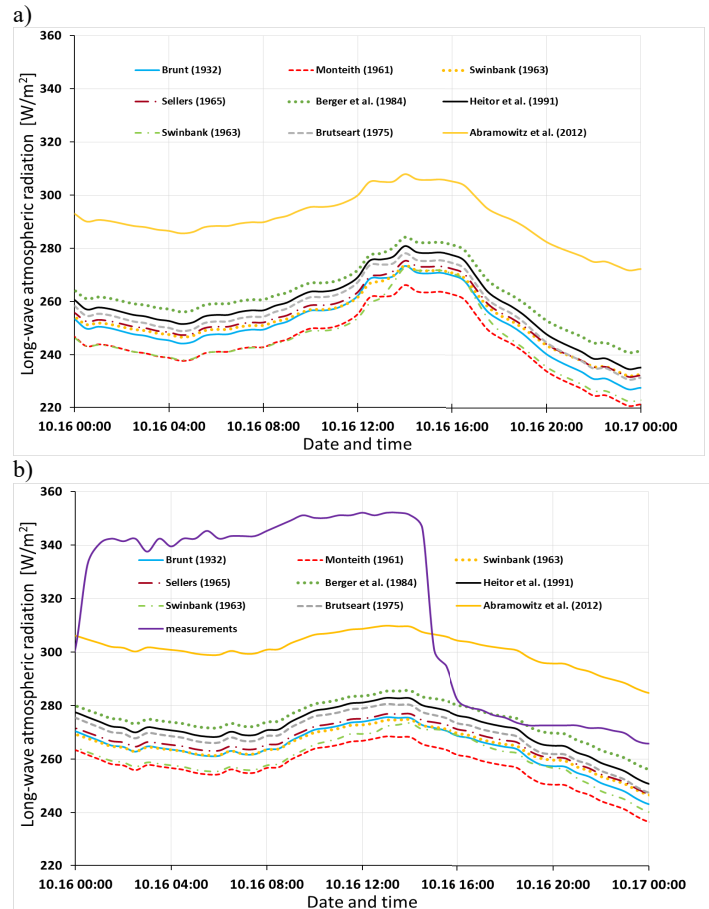 a)
360
340
320
300
280
260
240
220
Long-wave atmospheric radiation [W/m²]
Brunt (1932) Monteith (1961) Swinbank (1963)
Sellers (1965) Berger et al. (1984) Heitor et al. (1991)
Swinbank (1963) Brutseart (1975) Abramowitz et al. (2012)
10.16 00:00 10.16 04:00 10.16 08:00 10.16 12:00 10.16 16:00 10.16 20:00 10.17 00:00
Date and time
b)
360
340
320
300
280
260
240
220
Long-wave atmospheric radiation [W/m²]
Brunt (1932) Monteith (1961) Swinbank (1963)
Sellers (1965) Berger et al. (1984) Heitor et al. (1991)
Swinbank (1963) Brutseart (1975) Abramowitz et al. (2012)
measurements
10.16 00:00 10.16 04:00 10.16 08:00 10.16 12:00 10.16 16:00 10.16 20:00 10.17 00:00
Date and time